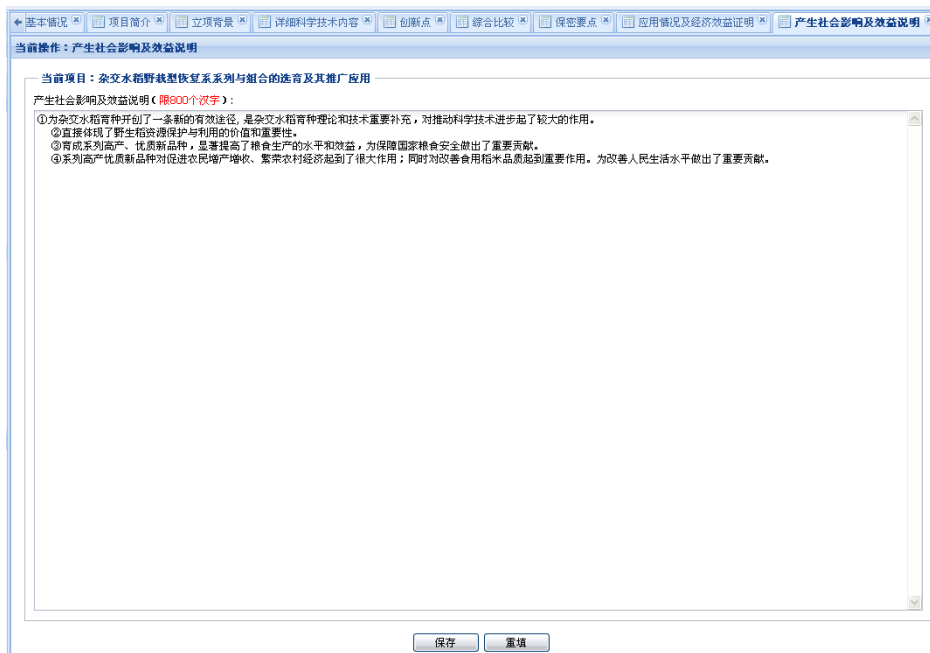 基本情况 项目简介 立项背景 详细科学技术内容 创新点 综合比较 保密要点 应用情况及经济效证明 产生社会影响及效益说明
当前操作：产生社会影响及效益说明
当前项目：杂交水稻野栽型恢复系系列与组合的选育及其推广应用
产生社会影响及效益说明(限800个汉字)：
①为杂交水稻育种开创了一条新的有效途径, 是杂交水稻育种理论和技术重要补充，对推动科学技术进步起了较大的作用。
②直接体现了野生稻资源保护与利用的价值和重要性。
③育成系列高产、优质新品种，显著提高了粮食生产的水平和效益，为保障国家粮食安全做出了重要贡献。
④系列高产优质新品种对促进农民增产增收、繁荣农村经济起到了很大作用；同时对改善食用稻米品质起到重要作用。为改善人民生活水平做出了重要贡献。
保存 重填